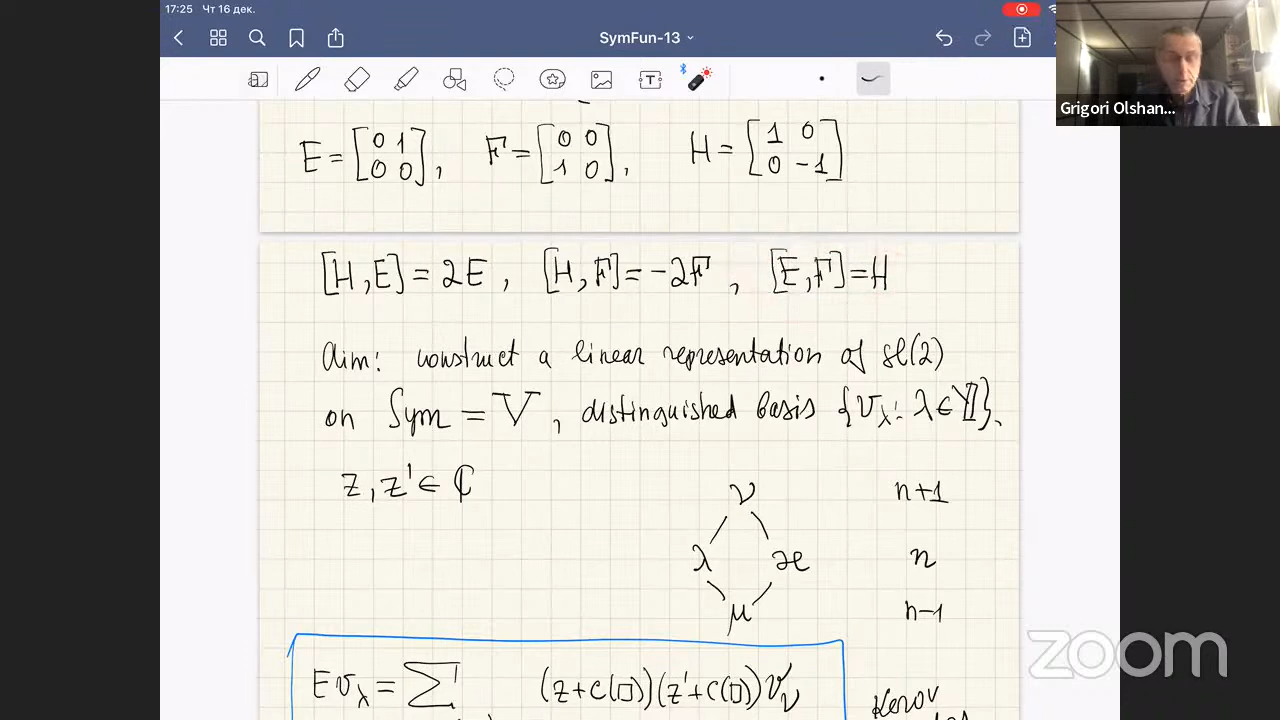 17:25 Чт 16 дек.
SymFun-13
Grigori Olshan...
E = [0 1 0 0], F = [0 0 1 0], H = [1 0 0 -1]
[H,E] = 2E, [H,F] = -2F, [E,F] = H
Aim: construct a linear representation of sl(2)
on Sym = V, distinguished basis {v_λ: λ∈𝕐}.
z, z' ∈ ℂ
ν n+1
λ æ n
μ n-1
E v_λ = Σ (z+c(□))(z'+c(□)) v_ν
Kerov
zoom